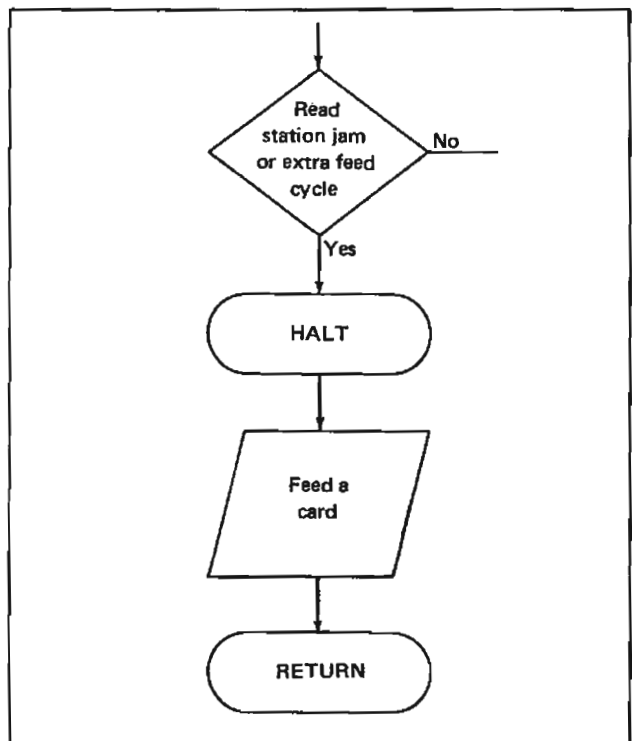 Read
station jam
or extra feed
cycle
No
Yes
HALT
Feed a
card
RETURN